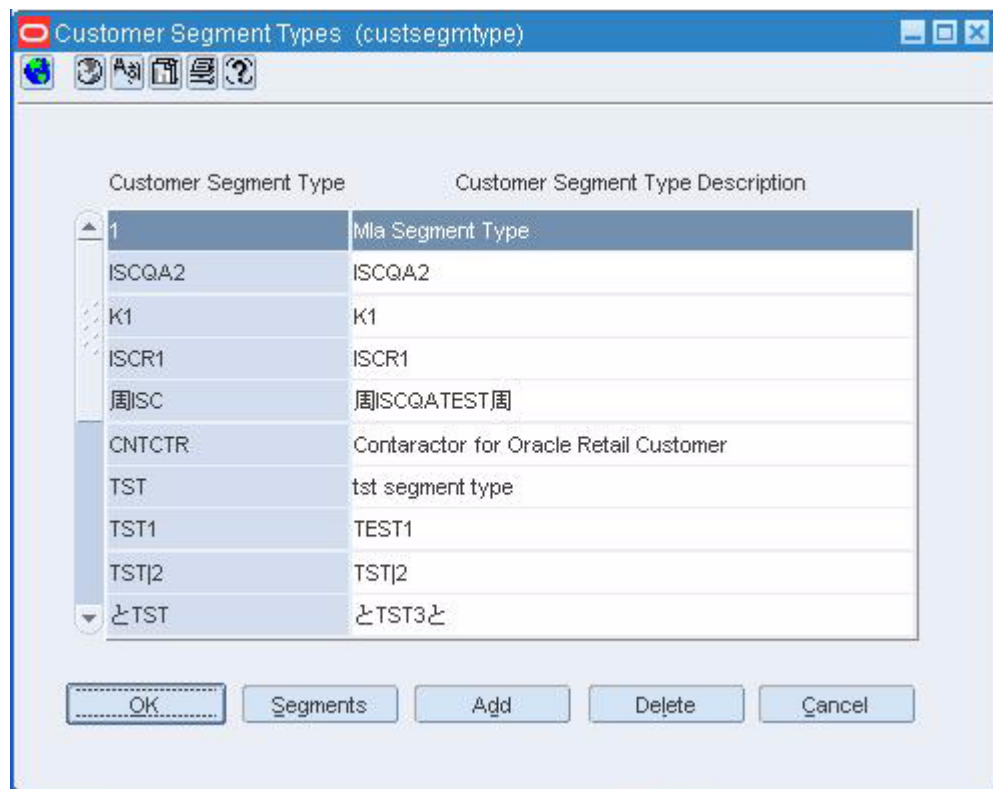 Customer Segment Types (custsegmtype)
Customer Segment Type Customer Segment Type Description
1 Mla Segment Type
ISCQA2 ISCQA2
K1 K1
ISCR1 ISCR1
周ISC 周ISCQATEST周
CNTCTR Contaractor for Oracle Retail Customer
TST tst segment type
TST1 TEST1
TST|2 TST|2
とTST とTST3と
OK Segments Add Delete Cancel